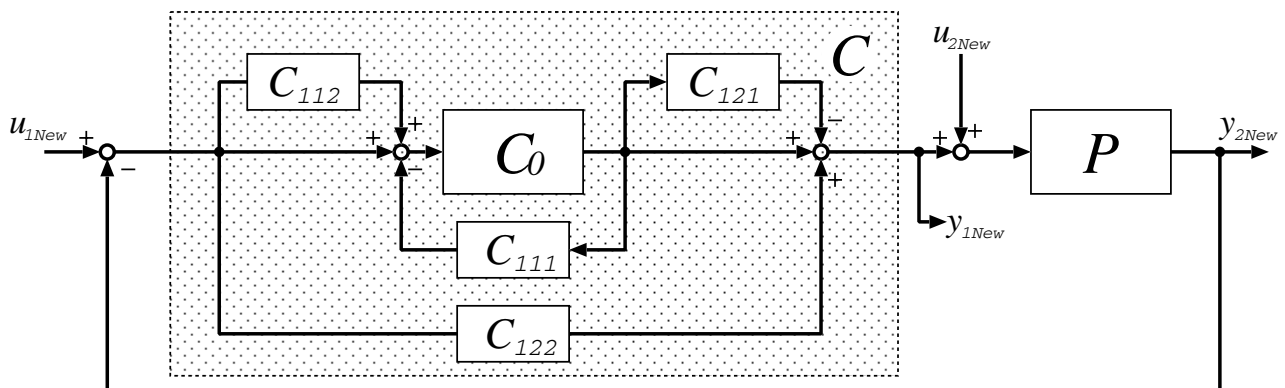 u2New
C
C112
C121
u1New
+
+
+
−
+
+
+
y2New
−
−
C0
+
P
y1New
C111
C122